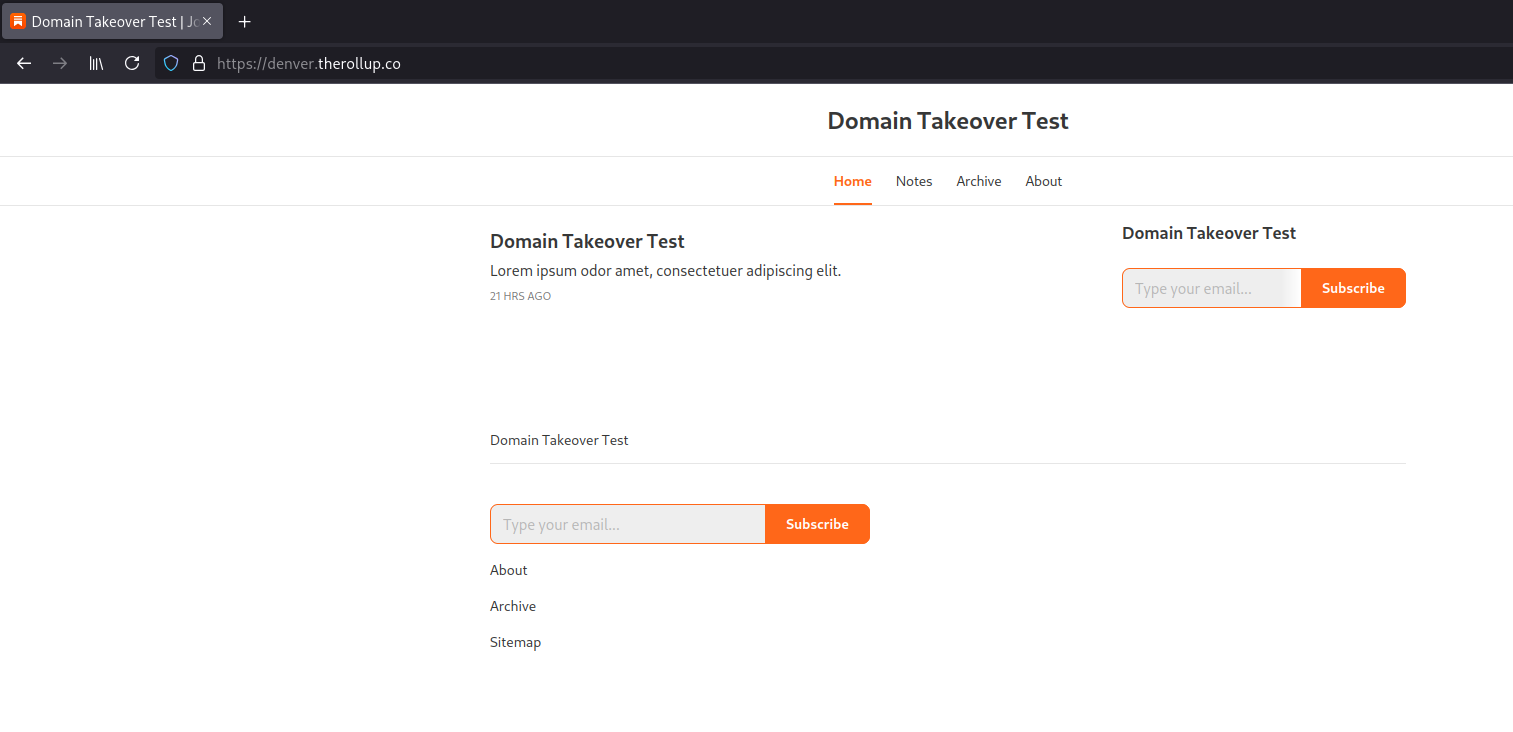 Domain Takeover Test | Jo
https://denver.therollup.co
Domain Takeover Test
Home Notes Archive About
Domain Takeover Test
Lorem ipsum odor amet, consectetuer adipiscing elit.
21 HRS AGO
Domain Takeover Test
Type your email... Subscribe
Domain Takeover Test
Type your email... Subscribe
About
Archive
Sitemap